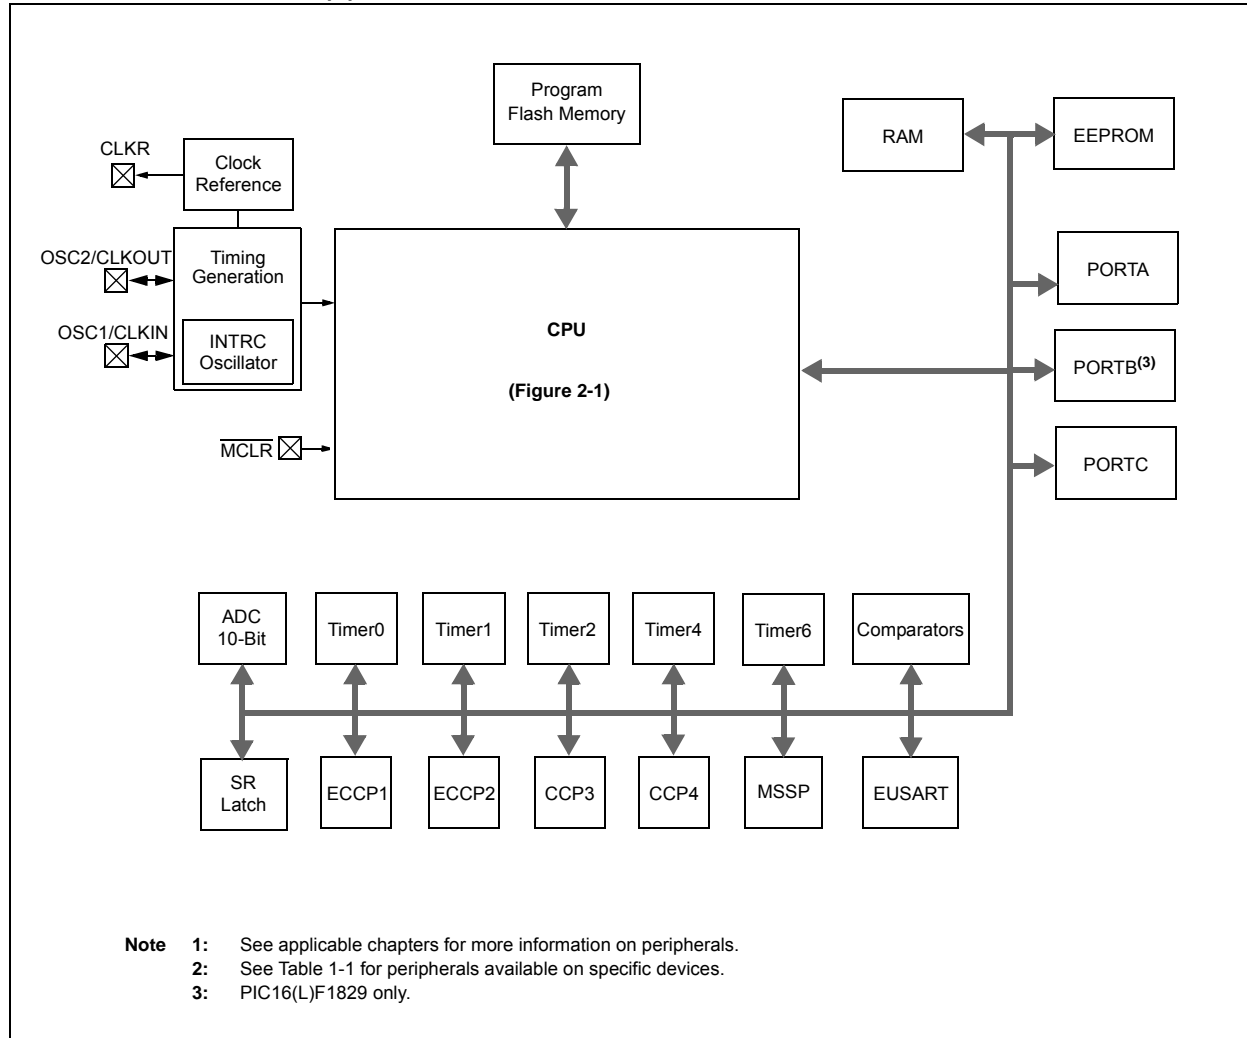 Program
Flash Memory
RAM
EEPROM
CLKR
Clock
Reference
OSC2/CLKOUT
Timing
Generation
PORTA
OSC1/CLKIN
INTRC
Oscillator
CPU
(Figure 2-1)
PORTB(3)
MCLR
PORTC
ADC
10-Bit
Timer0
Timer1
Timer2
Timer4
Timer6
Comparators
SR
Latch
ECCP1
ECCP2
CCP3
CCP4
MSSP
EUSART
Note 1: See applicable chapters for more information on peripherals.
2: See Table 1-1 for peripherals available on specific devices.
3: PIC16(L)F1829 only.